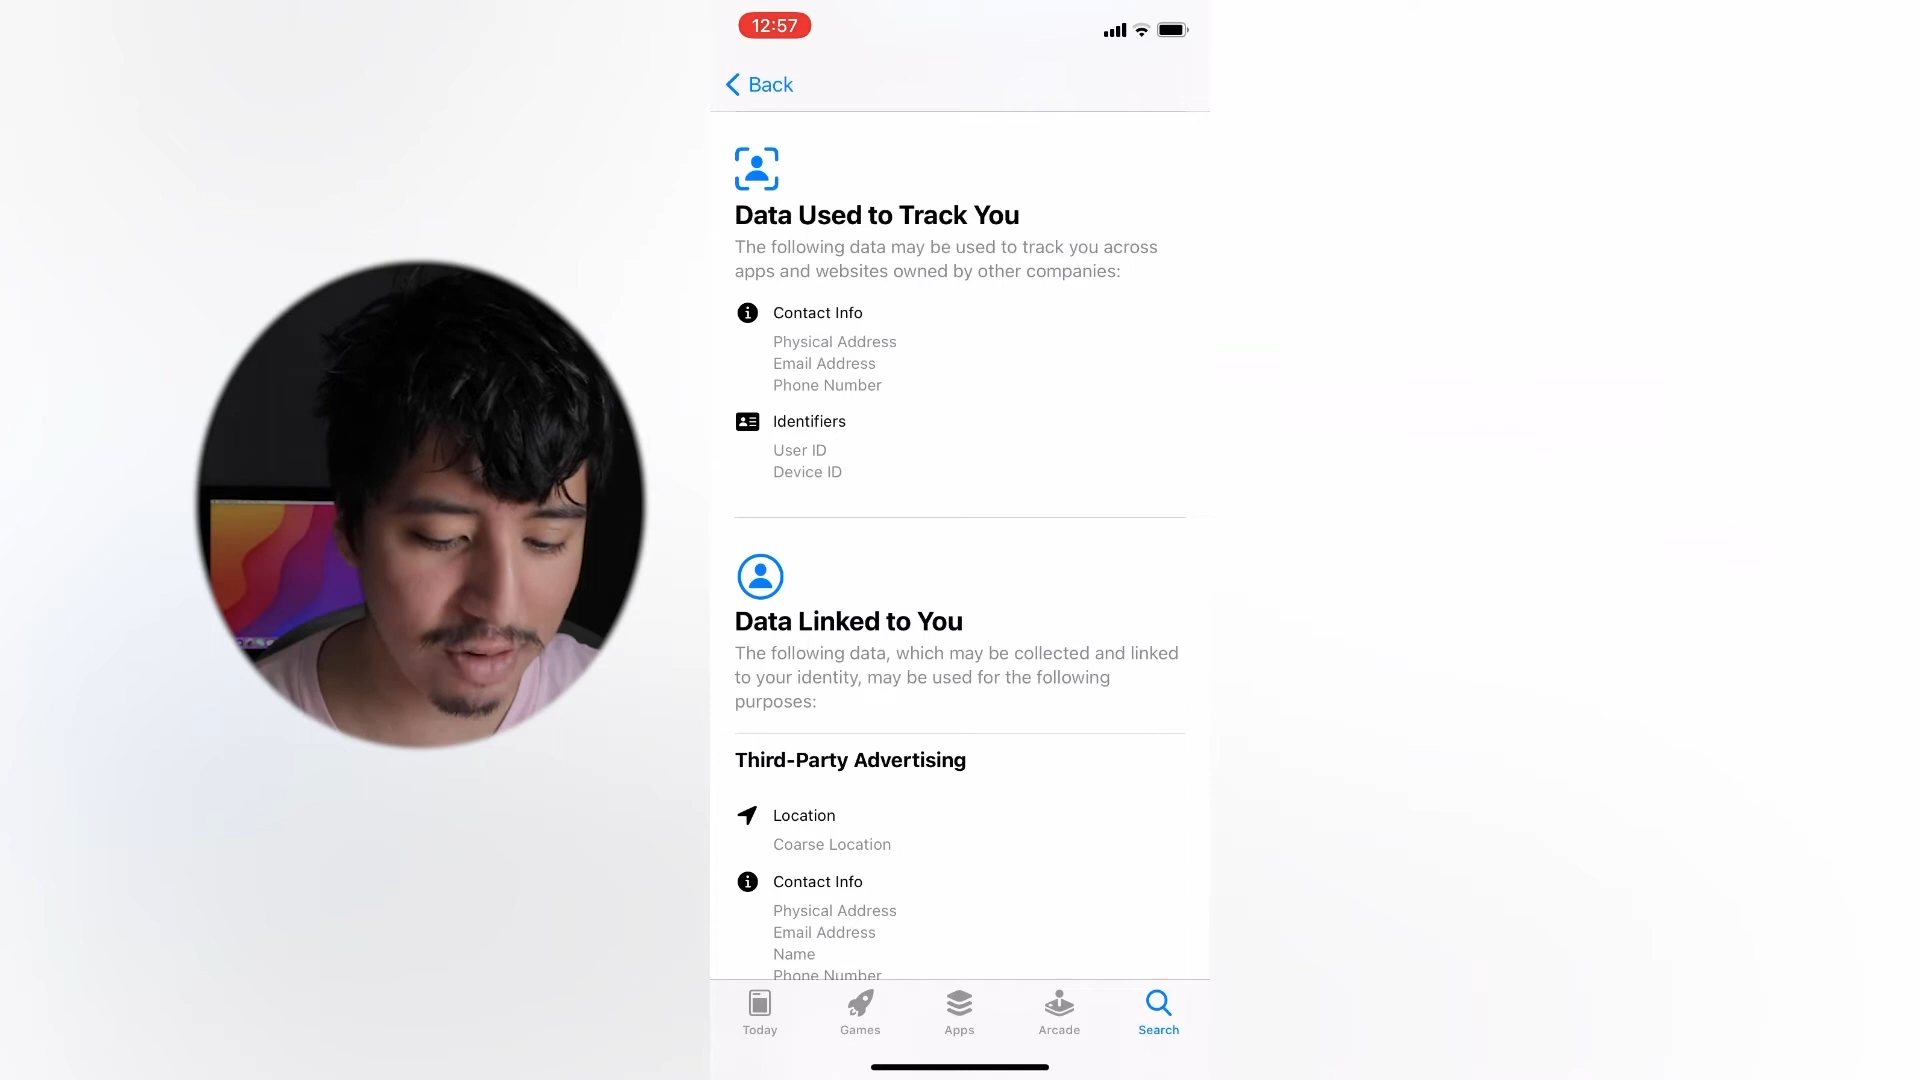 12:57
Back
Data Used to Track You
The following data may be used to track you across
apps and websites owned by other companies:
Contact Info
Physical Address
Email Address
Phone Number
Identifiers
User ID
Device ID
Data Linked to You
The following data, which may be collected and linked
to your identity, may be used for the following
purposes:
Third-Party Advertising
Location
Coarse Location
Contact Info
Physical Address
Email Address
Name
Phone Number
Today
Games
Apps
Arcade
Search